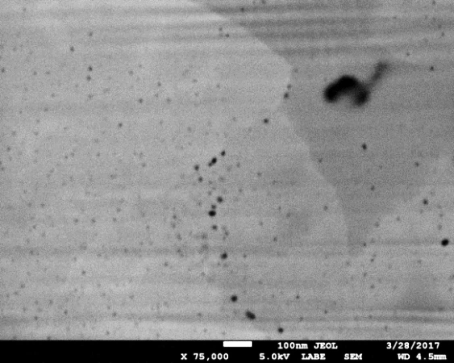 100nm JEOL 3/28/2017
X 75,000 5.0kV LABE SEM WD 4.5mm